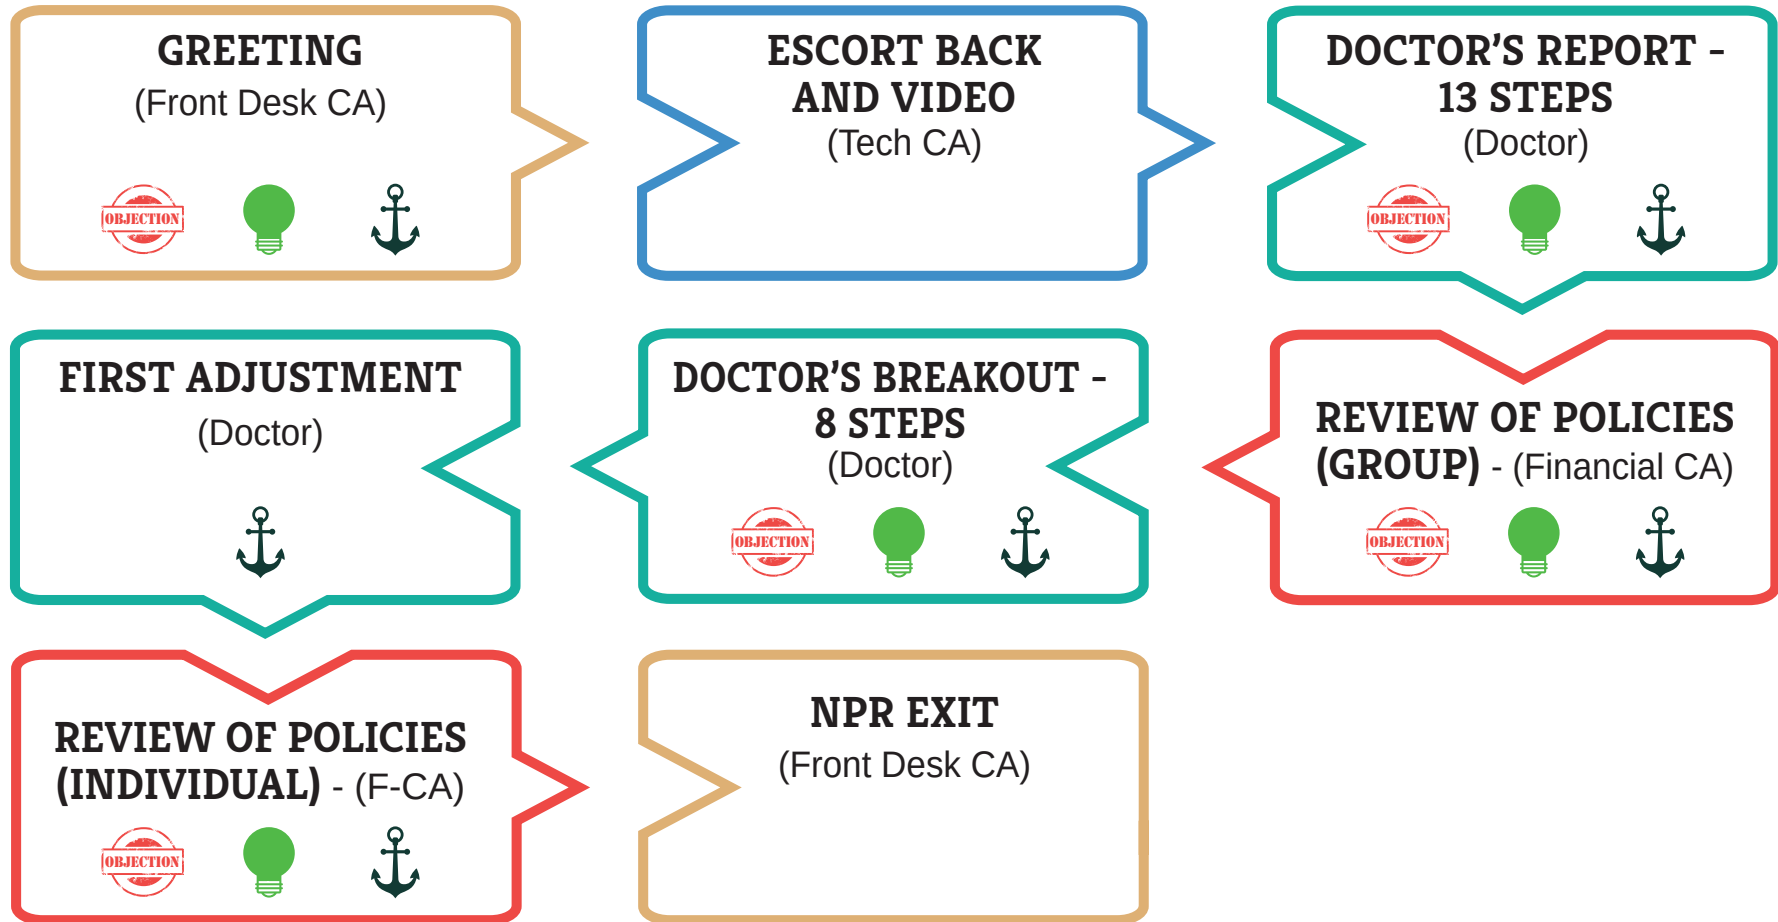 GREETING
(Front Desk CA)
OBJECTION
ESCORT BACK
AND VIDEO
(Tech CA)
DOCTOR’S REPORT -
13 STEPS
(Doctor)
OBJECTION
REVIEW OF POLICIES
(GROUP) - (Financial CA)
OBJECTION
DOCTOR’S BREAKOUT -
8 STEPS
(Doctor)
OBJECTION
FIRST ADJUSTMENT
(Doctor)
REVIEW OF POLICIES
(INDIVIDUAL) - (F-CA)
OBJECTION
NPR EXIT
(Front Desk CA)